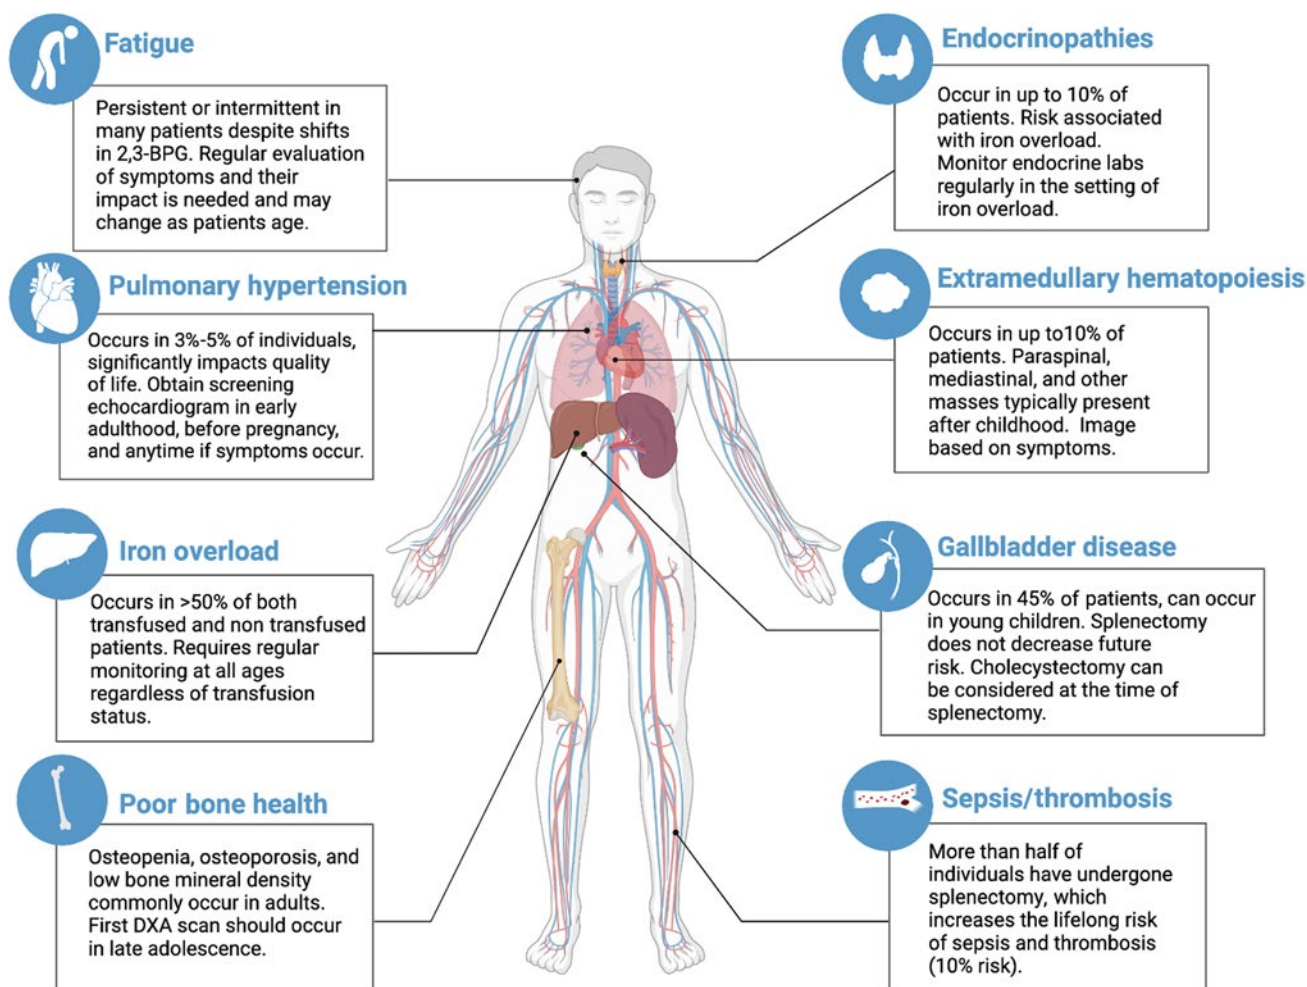 Fatigue
Persistent or intermittent in
many patients despite shifts
in 2,3-BPG. Regular evaluation
of symptoms and their
impact is needed and may
change as patients age.
Pulmonary hypertension
Occurs in 3%-5% of individuals,
significantly impacts quality
of life. Obtain screening
echocardiogram in early
adulthood, before pregnancy,
and anytime if symptoms occur.
Iron overload
Occurs in >50% of both
transfused and non transfused
patients. Requires regular
monitoring at all ages
regardless of transfusion
status.
Poor bone health
Osteopenia, osteoporosis, and
low bone mineral density
commonly occur in adults.
First DXA scan should occur
in late adolescence.
Endocrinopathies
Occur in up to 10% of
patients. Risk associated
with iron overload.
Monitor endocrine labs
regularly in the setting of
iron overload.
Extramedullary hematopoiesis
Occurs in up to10% of
patients. Paraspinal,
mediastinal, and other
masses typically present
after childhood. Image
based on symptoms.
Gallbladder disease
Occurs in 45% of patients, can occur
in young children. Splenectomy
does not decrease future
risk. Cholecystectomy can
be considered at the time of
splenectomy.
Sepsis/thrombosis
More than half of
individuals have undergone
splenectomy, which
increases the lifelong risk
of sepsis and thrombosis
(10% risk).